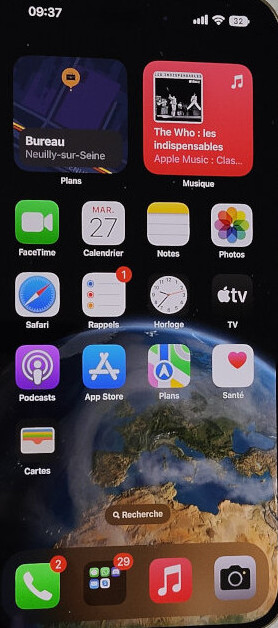 09:37
32
Bureau
Neuilly-sur-Seine
Plans
LES INDISPENSABLES
The Who : les
indispensables
Apple Music : Clas...
Musique
FaceTime
MAR.
27
Calendrier
Notes
Photos
Safari
1
Rappels
Horloge
tv
TV
Podcasts
App Store
Plans
Santé
Cartes
Recherche
2
29